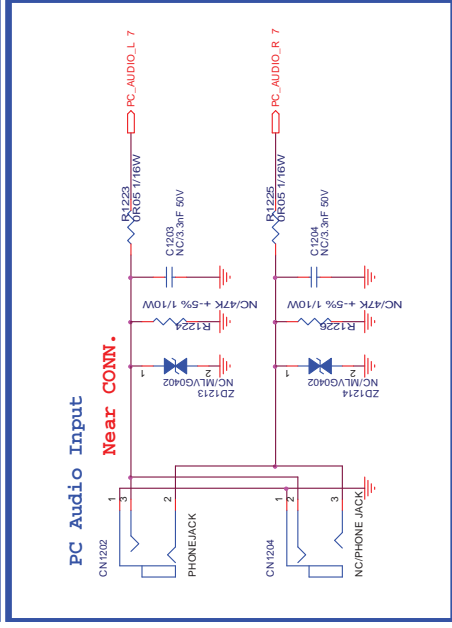 PC Audio Input
Near CONN.
CN1202
1
3
2
PHONEJACK
CN1204
1
2
3
NC/PHONE JACK
1
2
ZD1213
NC/MLVG0402
R1224
NC/47K +-5% 1/10W
C1203
NC/3.3nF 50V
R1223
0R05 1/16W
PC_AUDIO_L 7
1
2
ZD1214
NC/MLVG0402
R1226
NC/47K +-5% 1/10W
C1204
NC/3.3nF 50V
R1225
0R05 1/16W
PC_AUDIO_R 7